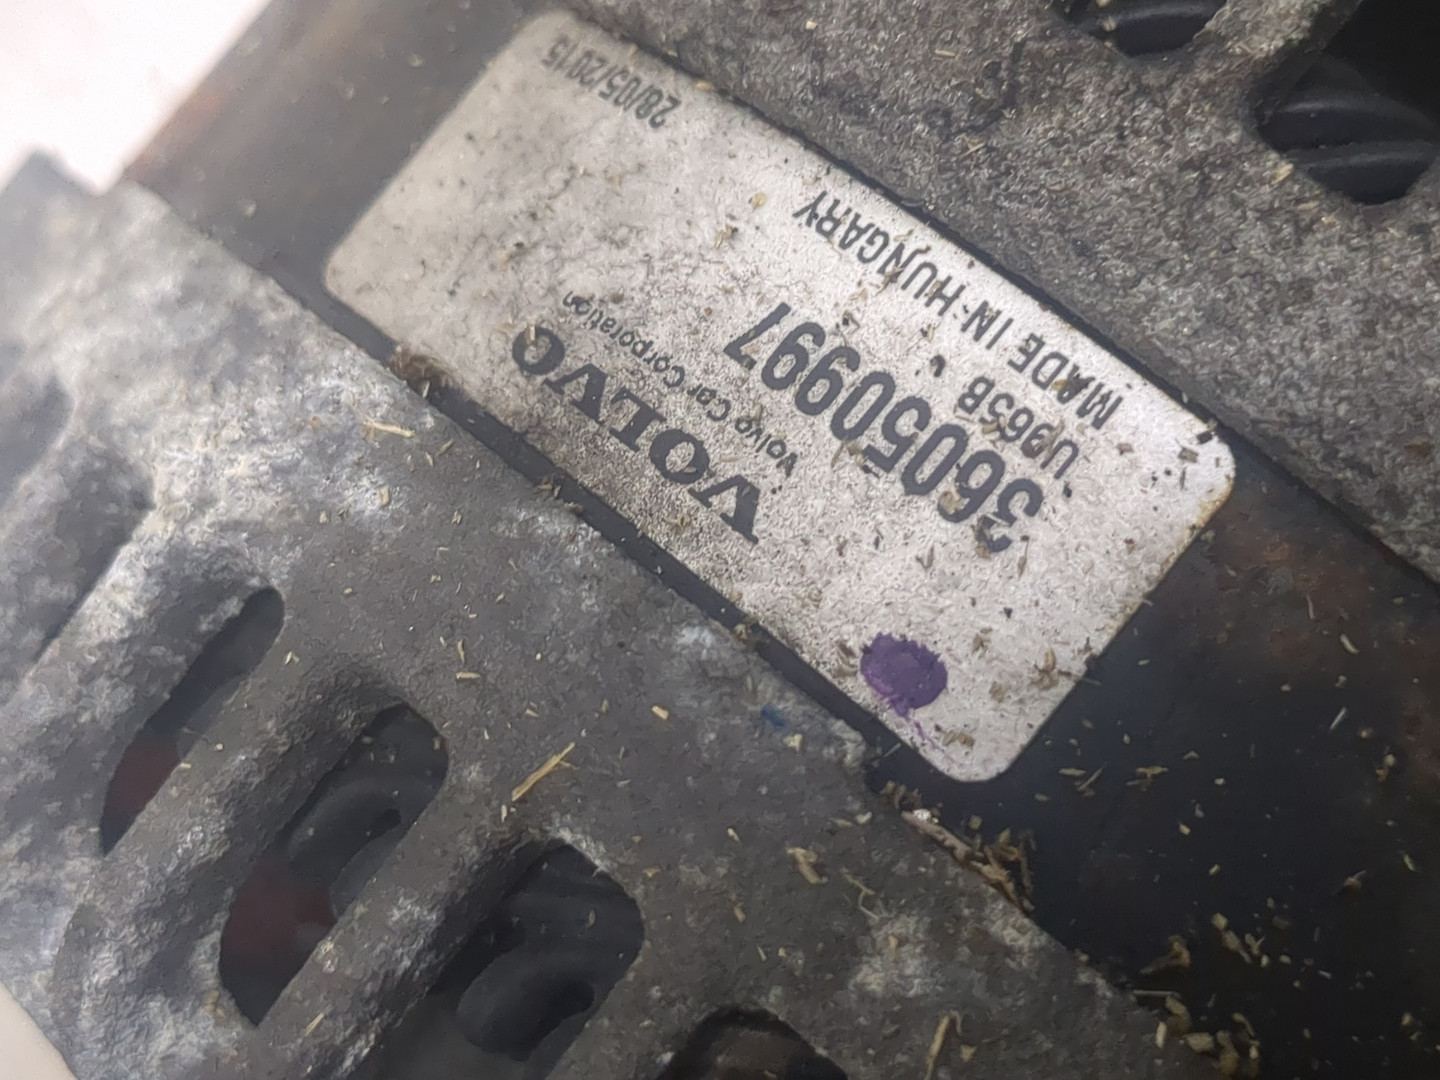 VOLVO
Volvo Car Corporation
36050997
U965B
MADE IN HUNGARY
28/05/2015